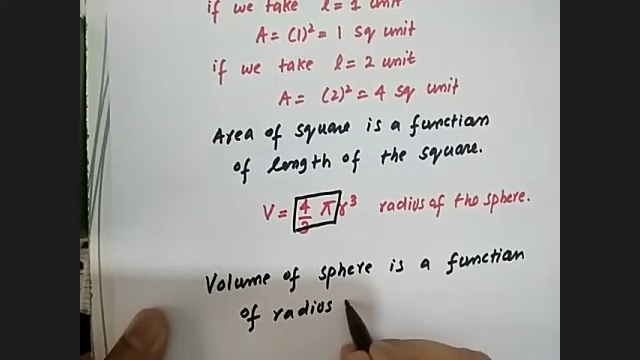 if we take l = 1 unit
A = (1)² = 1 sq unit
if we take l = 2 unit
A = (2)² = 4 sq unit
Area of square is a function
of length of the square.
V = 4/3 π r³ radius of the sphere.
Volume of sphere is a function
of radius